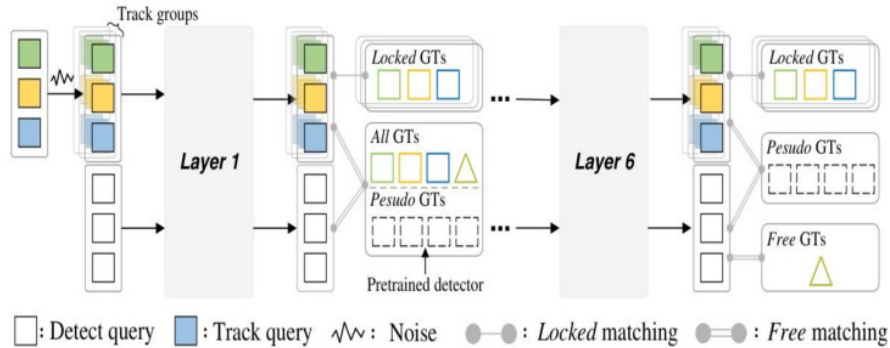 Track groups
Layer 1
Locked GTs
All GTs
Pesudo GTs
Pretrained detector
...
...
Layer 6
Locked GTs
Pesudo GTs
Free GTs
: Detect query
: Track query
: Noise
: Locked matching
: Free matching